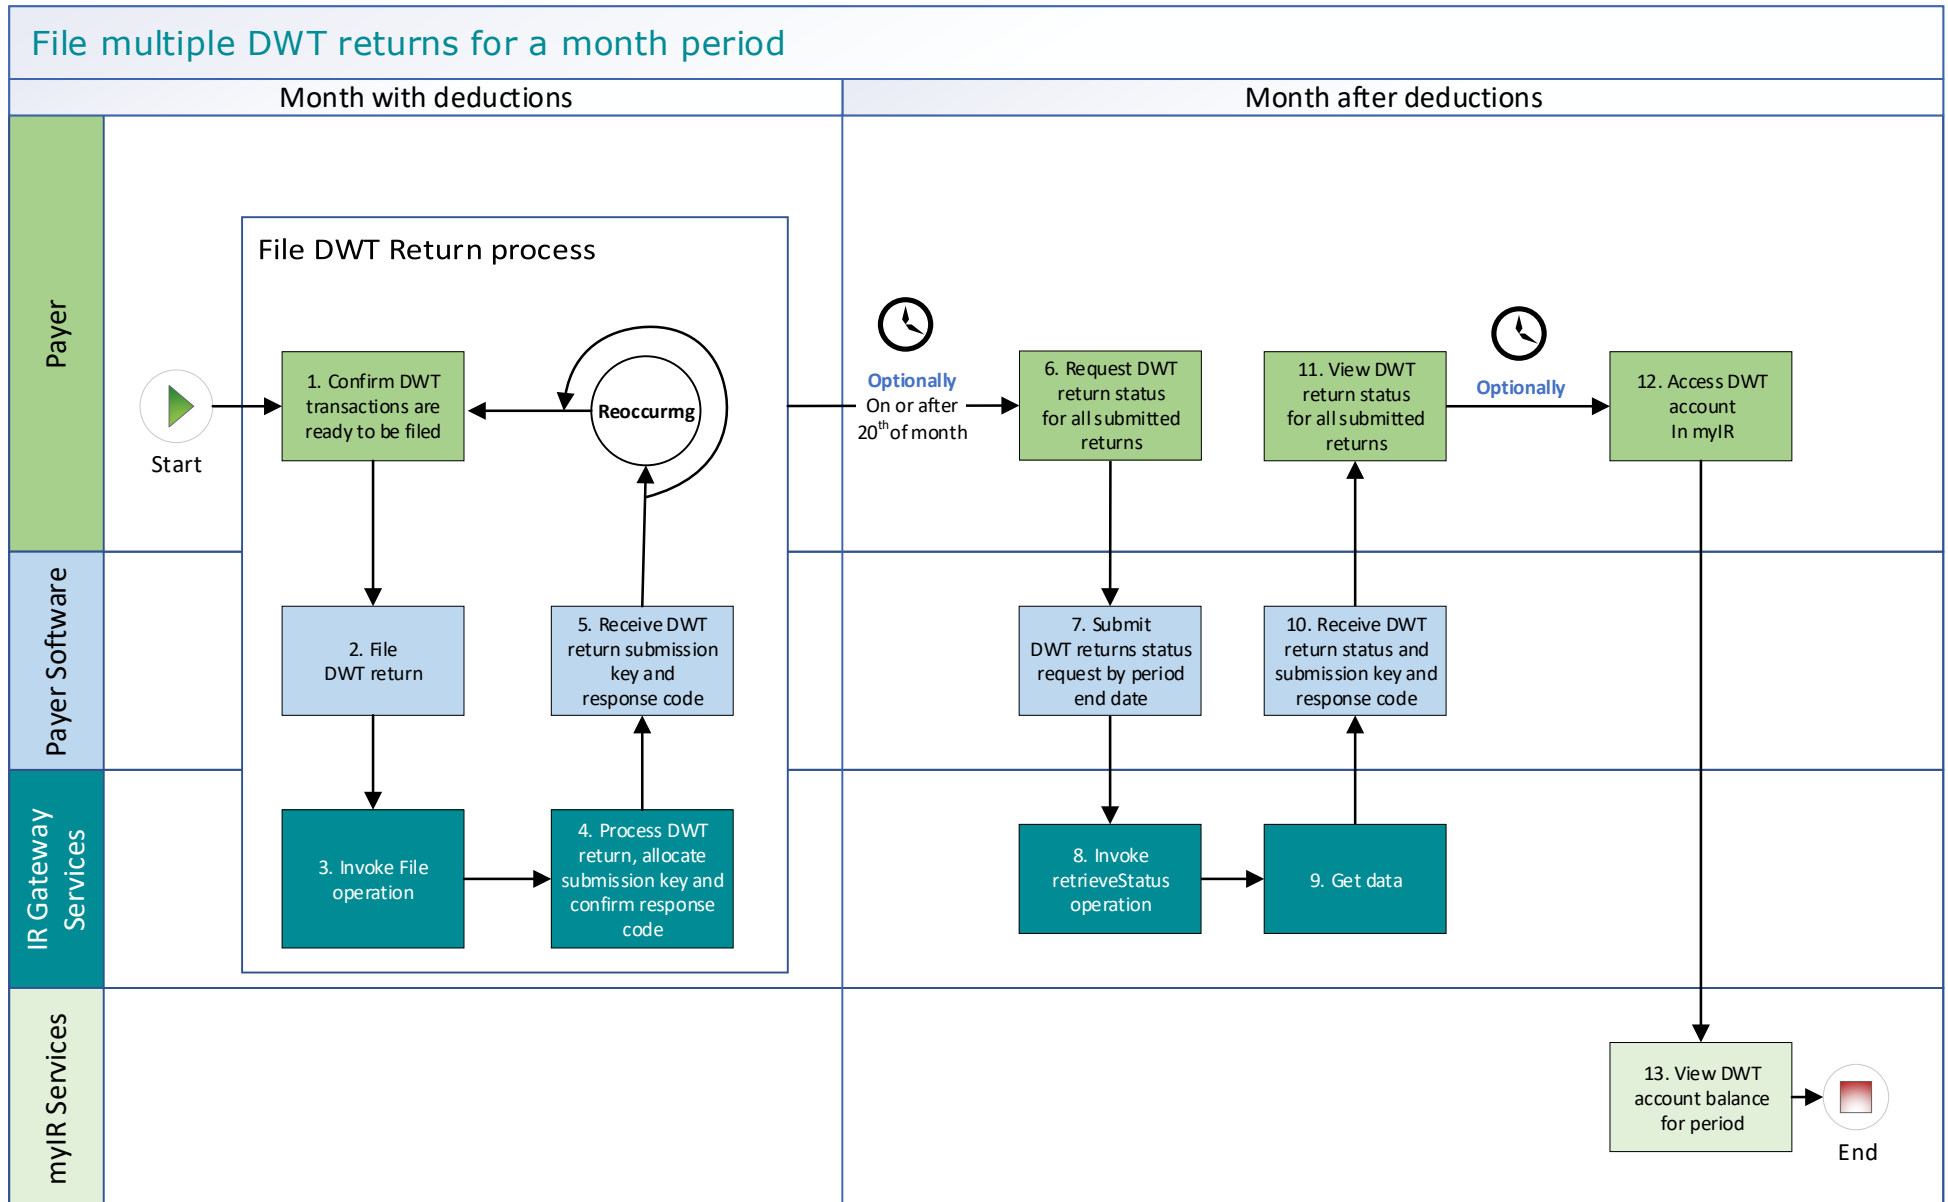 File multiple DWT returns for a month period
Month with deductions
Month after deductions
Payer
File DWT Return process
Start
1. Confirm DWT
transactions are
ready to be filed
Reoccurmg
Optionally
On or after
20th of month
6. Request DWT
return status
for all submitted
returns
11. View DWT
return status
for all submitted
returns
Optionally
12. Access DWT
account
In myIR
Payer Software
2. File
DWT return
5. Receive DWT
return submission
key and
response code
7. Submit
DWT returns status
request by period
end date
10. Receive DWT
return status and
submission key and
response code
IR Gateway
Services
3. Invoke File
operation
4. Process DWT
return, allocate
submission key and
confirm response
code
8. Invoke
retrieveStatus
operation
9. Get data
myIR Services
13. View DWT
account balance
for period
End